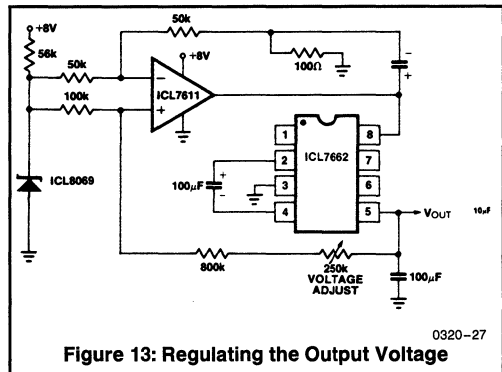 +8V
56k
50k
50k
100k
+8V
ICL7611
−
+
100Ω
−
+
ICL8069
1
2
3
4
ICL7662
8
7
6
5
100μF
+
−
VOUT
10μF
800k
250k
VOLTAGE
ADJUST
100μF
0320–27
Figure 13: Regulating the Output Voltage